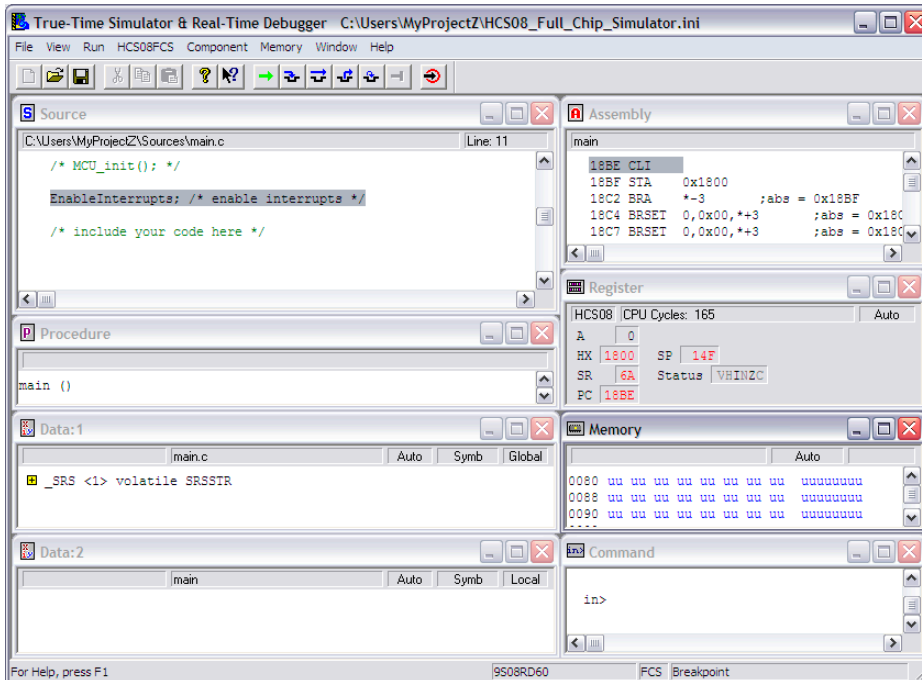 True-Time Simulator & Real-Time Debugger C:\Users\MyProjectZ\HCS08_Full_Chip_Simulator.ini
File View Run HCS08FCS Component Memory Window Help
Source
C:\Users\MyProjectZ\Sources\main.c Line: 11
/* MCU_init(); */
EnableInterrupts; /* enable interrupts */
/* include your code here */
Procedure
main ()
Data:1
main.c Auto Symb Global
_SRS <1> volatile SRSSTR
Data:2
main Auto Symb Local
Assembly
main
18BE CLI
18BF STA 0x1800
18C2 BRA *-3 ;abs = 0x18BF
18C4 BRSET 0,0x00,*+3 ;abs = 0x180
18C7 BRSET 0,0x00,*+3 ;abs = 0x180
Register
HCS08 CPU Cycles: 165 Auto
A 0
HX 1800 SP 14F
SR 6A Status VHINZC
PC 18BE
Memory
Auto
0080 uu uu uu uu uu uu uu uu uuuuuuuu
0088 uu uu uu uu uu uu uu uu uuuuuuuu
0090 uu uu uu uu uu uu uu uu uuuuuuuu
Command
in>
For Help, press F1 9S08RD60 FCS Breakpoint